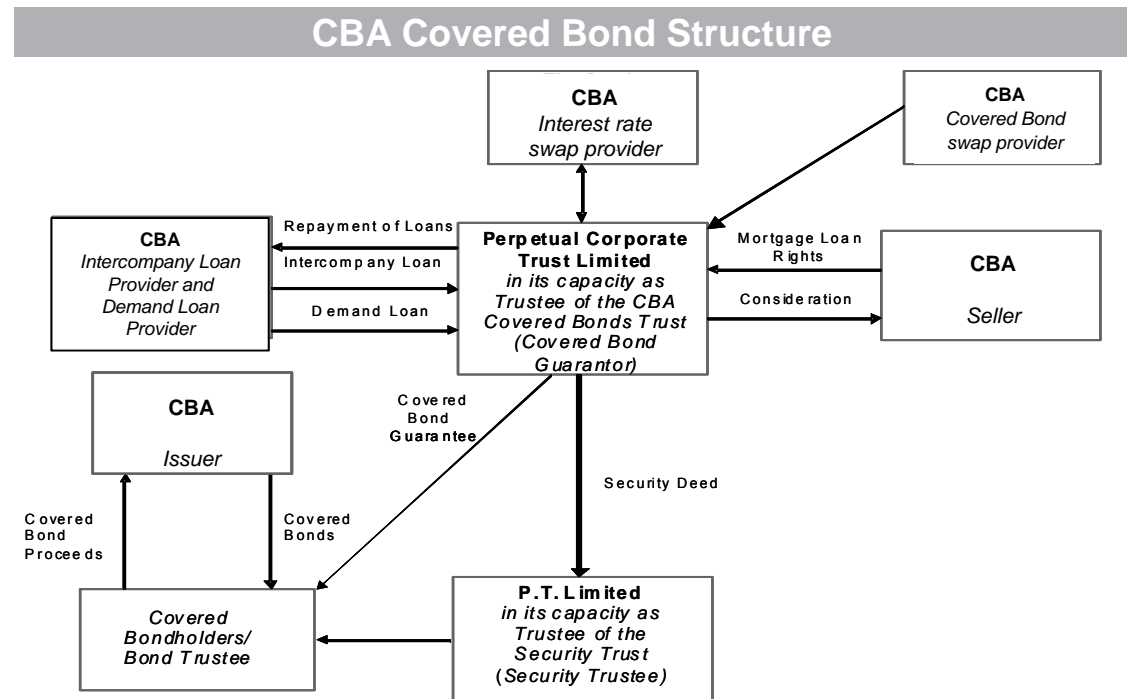 CBA Covered Bond Structure
CBA
Interest rate
swap provider
CBA
Covered Bond
swap provider
CBA
Intercompany Loan
Provider and
Demand Loan
Provider
Repayment of Loans
Intercompany Loan
Demand Loan
Perpetual Corporate
Trust Limited
in its capacity as
Trustee of the CBA
Covered Bonds Trust
(Covered Bond
Guarantor)
Mortgage Loan
Rights
Consideration
CBA
Seller
CBA
Issuer
Covered
Bond
Guarantee
Security Deed
Covered
Bond
Proceeds
Covered
Bonds
Covered
Bondholders/
Bond Trustee
P.T. Limited
in its capacity as
Trustee of the
Security Trust
(Security Trustee)